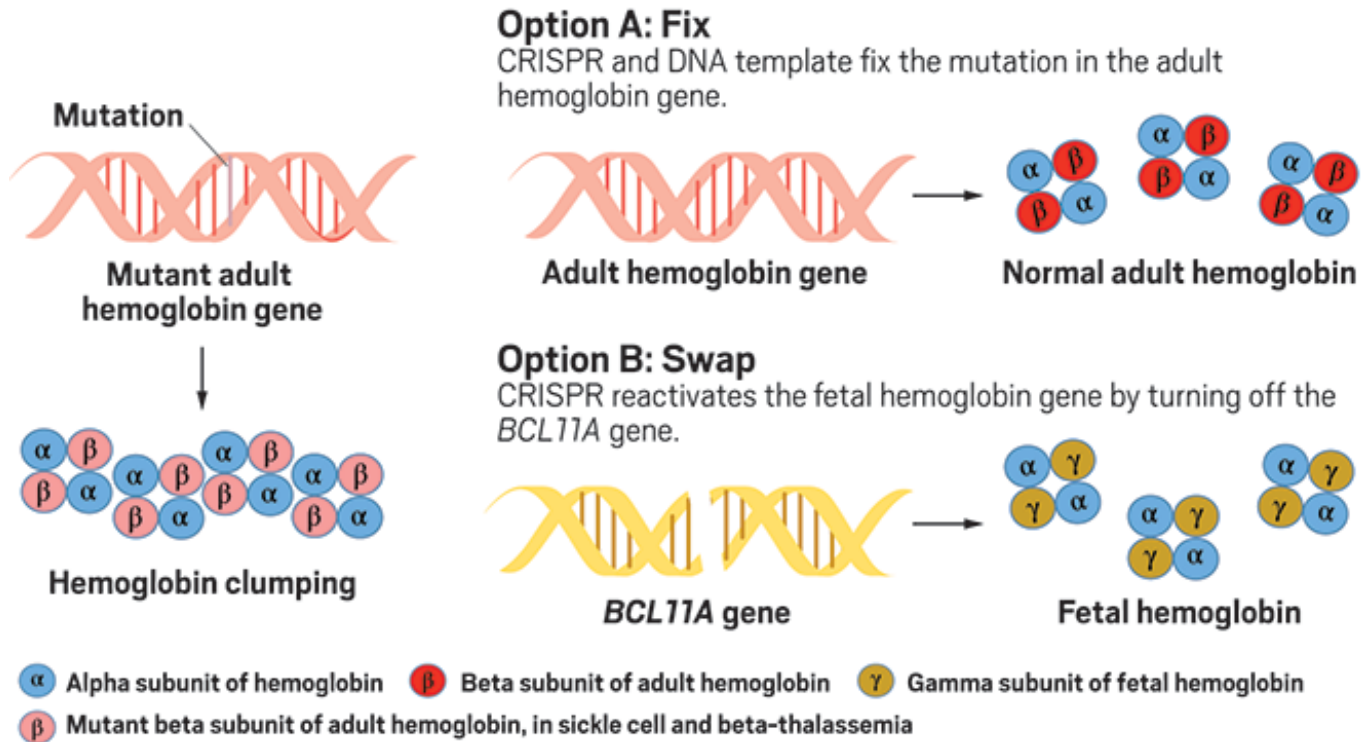 Option A: Fix
CRISPR and DNA template fix the mutation in the adult
hemoglobin gene.
Mutation
Mutant adult
hemoglobin gene
Adult hemoglobin gene
α β
β α
α β
β α
α β
β α
Normal adult hemoglobin
Option B: Swap
CRISPR reactivates the fetal hemoglobin gene by turning off the
BCL11A gene.
α β
β α
α β
β α
α β
β α
α β
β α
Hemoglobin clumping
BCL11A gene
α γ
γ α
α γ
γ α
α γ
γ α
Fetal hemoglobin
α Alpha subunit of hemoglobin
β Beta subunit of adult hemoglobin
γ Gamma subunit of fetal hemoglobin
β Mutant beta subunit of adult hemoglobin, in sickle cell and beta-thalassemia